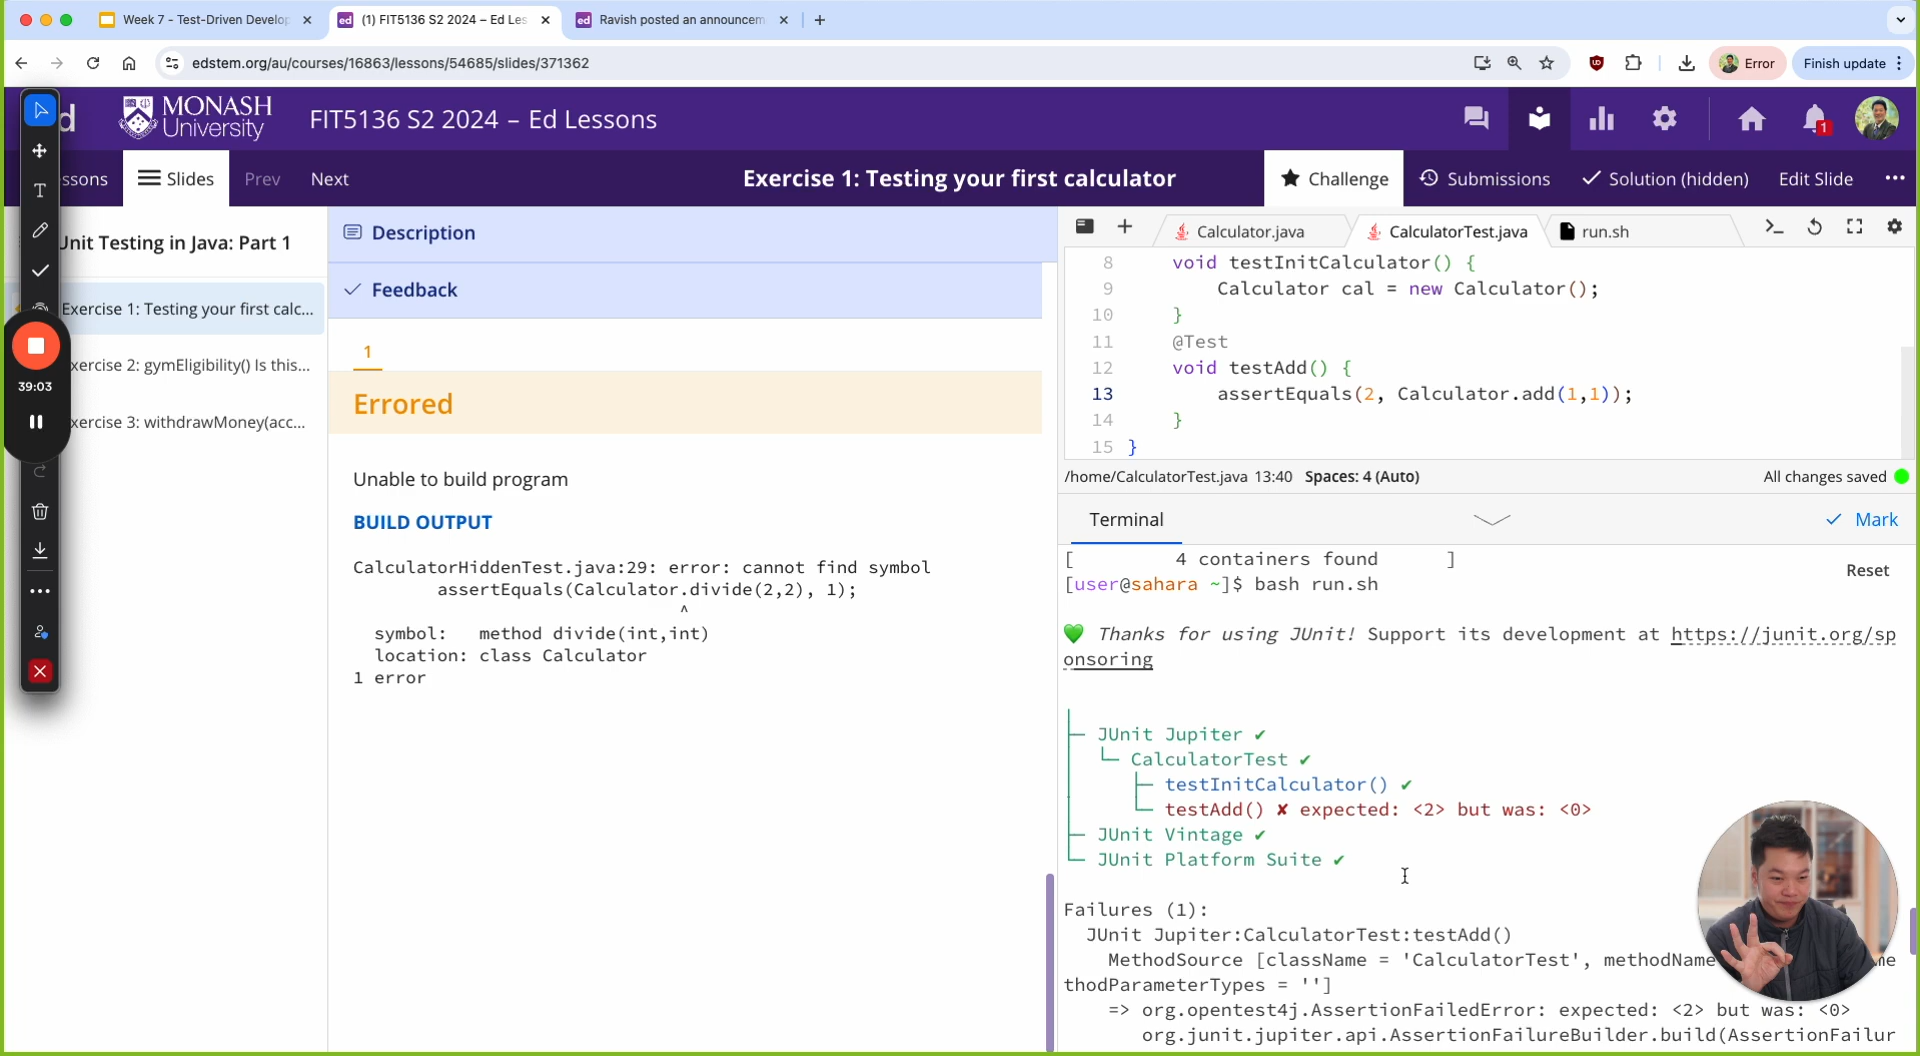 Week 7 - Test-Driven Develop
(1) FIT5136 S2 2024 – Ed Les
Ravish posted an announcem
edstem.org/au/courses/16863/lessons/54685/slides/371362
Error
Finish update
MONASH
University
FIT5136 S2 2024 – Ed Lessons
1
ssons
Slides
Prev
Next
Exercise 1: Testing your first calculator
Challenge
Submissions
Solution (hidden)
Edit Slide
Unit Testing in Java: Part 1
Exercise 1: Testing your first calc...
xercise 2: gymEligibility() Is this...
xercise 3: withdrawMoney(acc...
39:03
Description
Feedback
1
Errored
Unable to build program
BUILD OUTPUT
CalculatorHiddenTest.java:29: error: cannot find symbol
assertEquals(Calculator.divide(2,2), 1);
^
symbol:   method divide(int,int)
location: class Calculator
1 error
Calculator.java
CalculatorTest.java
run.sh
8 void testInitCalculator() {
9 Calculator cal = new Calculator();
10 }
11 @Test
12 void testAdd() {
13 assertEquals(2, Calculator.add(1,1));
14 }
15 }
/home/CalculatorTest.java 13:40 Spaces: 4 (Auto)
All changes saved
Terminal
Mark
Reset
[ 4 containers found ]
[user@sahara ~]$ bash run.sh
💚 Thanks for using JUnit! Support its development at https://junit.org/sp
onsoring
├─ JUnit Jupiter ✔
└─ CalculatorTest ✔
├─ testInitCalculator() ✔
└─ testAdd() ✘ expected: <2> but was: <0>
├─ JUnit Vintage ✔
└─ JUnit Platform Suite ✔
Failures (1):
JUnit Jupiter:CalculatorTest:testAdd()
MethodSource [className = 'CalculatorTest', methodName me
thodParameterTypes = '']
=> org.opentest4j.AssertionFailedError: expected: <2> but was: <0>
org.junit.jupiter.api.AssertionFailureBuilder.build(AssertionFailur